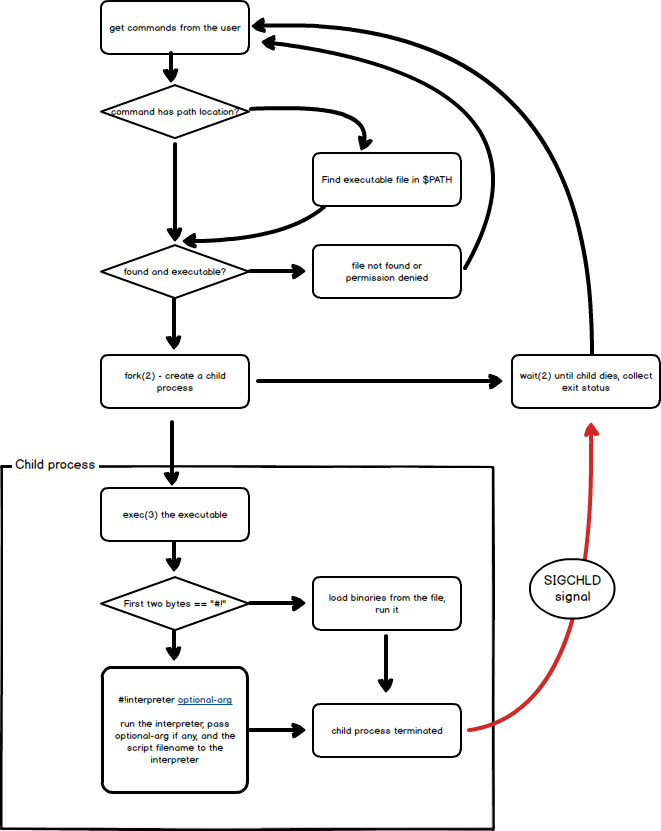 get commands from the user
command has path location?
Find executable file in $PATH
found and executable?
file not found or
permission denied
fork(2) - create a child
process
wait(2) until child dies, collect
exit status
Child process
exec(3) the executable
First two bytes == "#!"
load binaries from the file,
run it
SIGCHLD
signal
#!interpreter optional-arg
run the interpreter, pass
optional-arg if any, and the
script filename to the
interpreter
child process terminated